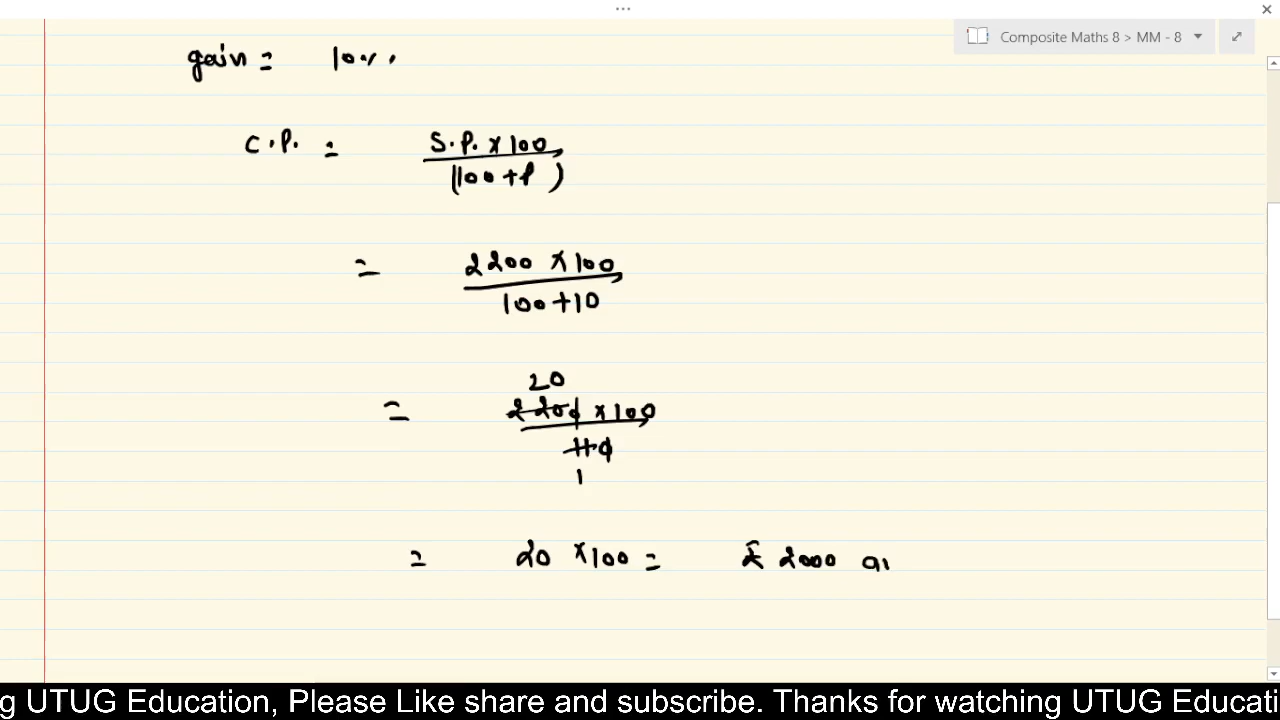 ...
Composite Maths 8 > MM - 8
gain = 10%.
C.P. = S.P. x 100
(100 + P)
= 2200 x 100
100 + 10
20
= 2200 x 100
110
1
= 20 x 100 = ₹ 2000
g UTUG Education, Please Like share and subscribe. Thanks for watching UTUG Educati